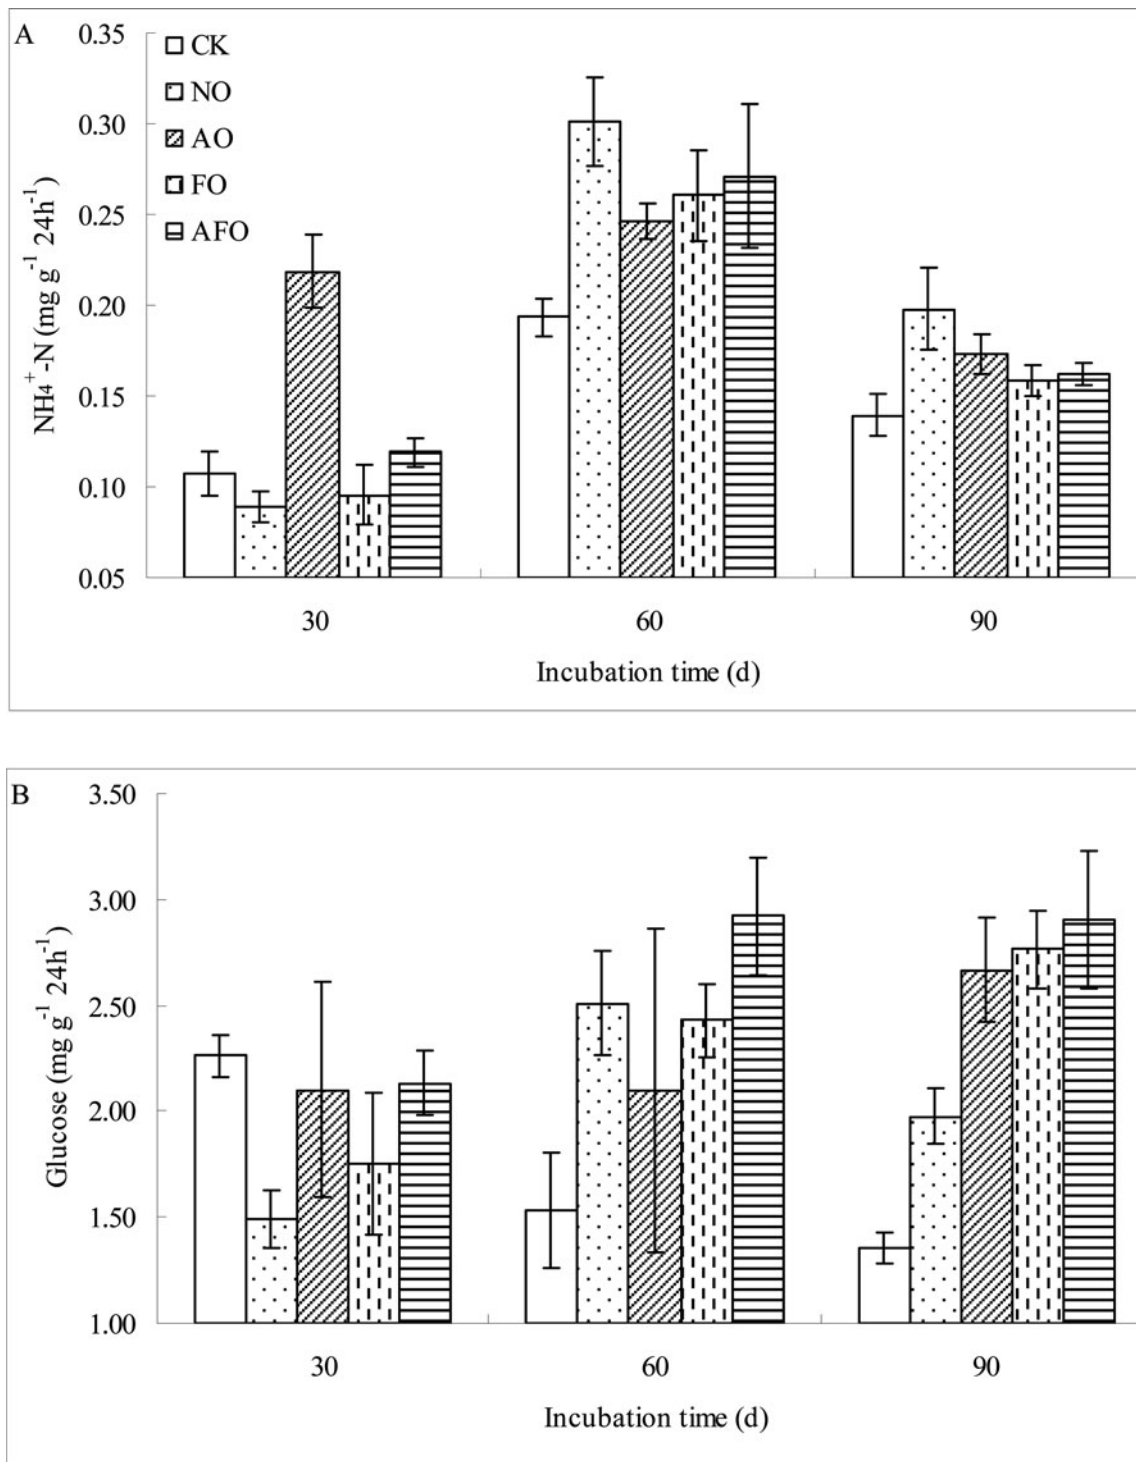 A
0.35
0.30
0.25
0.20
0.15
0.10
0.05
NH₄⁺-N (mg g⁻¹ 24h⁻¹)
CK
NO
AO
FO
AFO
30 60 90
Incubation time (d)
B
3.50
3.00
2.50
2.00
1.50
1.00
Glucose (mg g⁻¹ 24h⁻¹)
30 60 90
Incubation time (d)